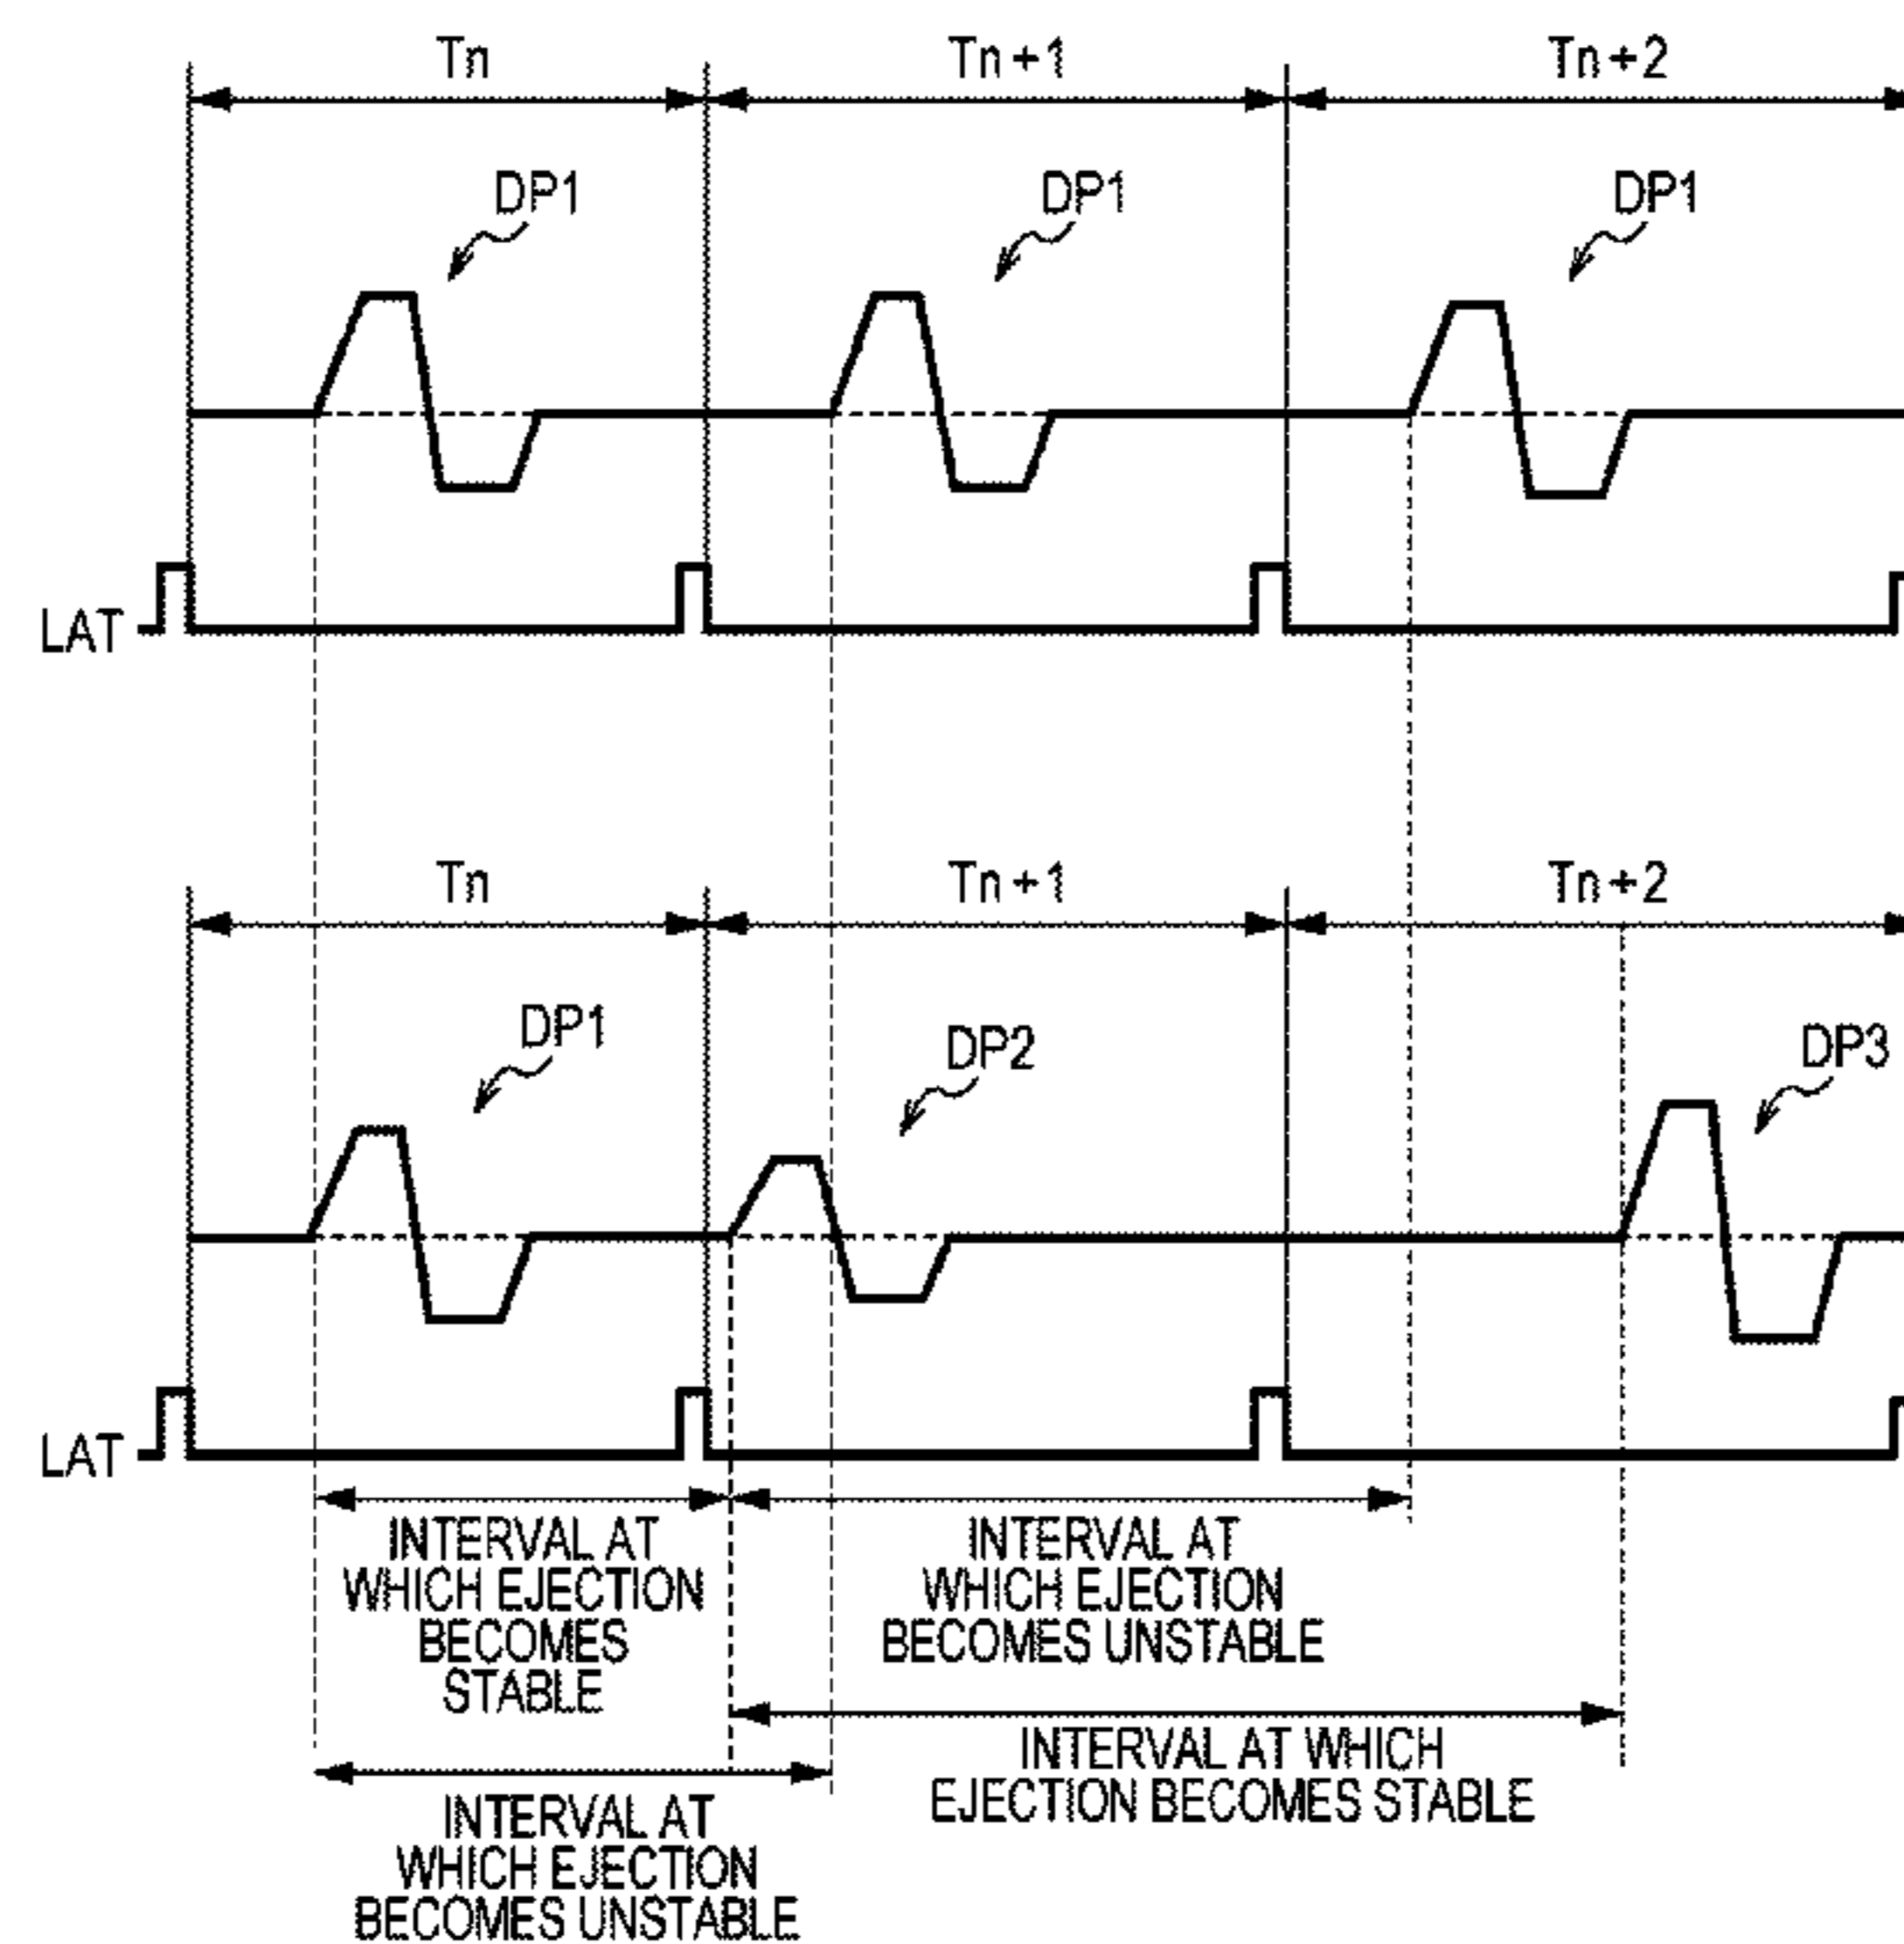 Tn
Tn+1
Tn+2
DP1
DP1
DP1
LAT
Tn
Tn+1
Tn+2
DP1
DP2
DP3
LAT
INTERVAL AT
WHICH EJECTION
BECOMES
STABLE
INTERVAL AT
WHICH EJECTION
BECOMES UNSTABLE
INTERVAL AT WHICH
EJECTION BECOMES STABLE
INTERVAL AT
WHICH EJECTION
BECOMES UNSTABLE